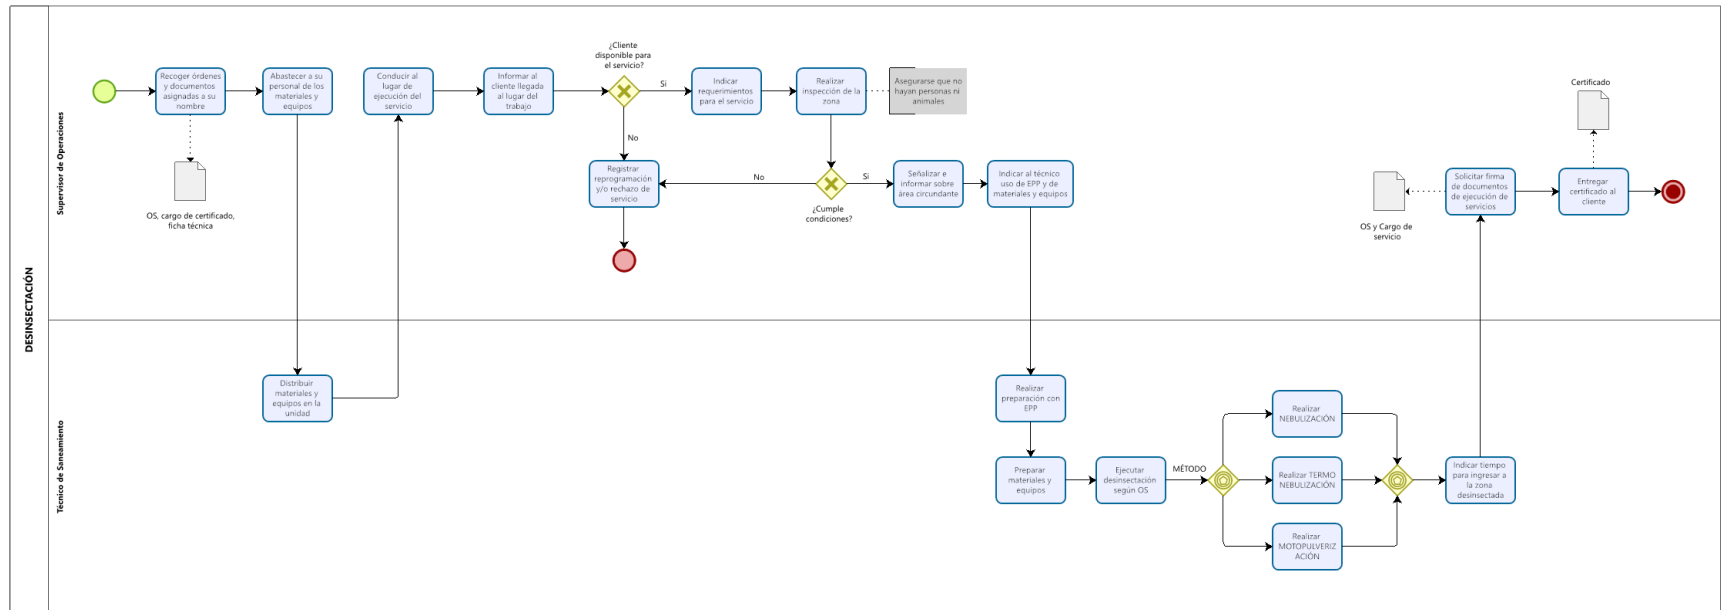 DESINSECTACIÓN
Supervisor de Operaciones
Recoger órdenes
y documentos
asignadas a su
nombre
OS, cargo de certificado,
ficha técnica
Abastecer a su
personal de los
materiales y
equipos
Conducir al
lugar de
ejecución del
servicio
Informar al
cliente llegada
al lugar del
trabajo
¿Cliente
disponible para
el servicio?
Si
No
Indicar
requerimientos
para el servicio
Realizar
inspección de la
zona
Asegurarse que no
hayan personas ni
animales
Registrar
reprogramación
y/o rechazo de
servicio
No
¿Cumple
condiciones?
Si
Señalizar e
informar sobre
área circundante
Indicar al técnico
uso de EPP y de
materiales y equipos
OS y Cargo de
servicio
Solicitar firma
de documentos
de ejecución de
servicios
Certificado
Entregar
certificado al
cliente
Técnico de Saneamiento
Distribuir
materiales y
equipos en la
unidad
Realizar
preparación con
EPP
Preparar
materiales y
equipos
Ejecutar
desinsectación
según OS
MÉTODO
Realizar
NEBULIZACIÓN
Realizar TERMO
NEBULIZACIÓN
Realizar
MOTOPULVERIZ
ACIÓN
Indicar tiempo
para ingresar a
la zona
desinsectada